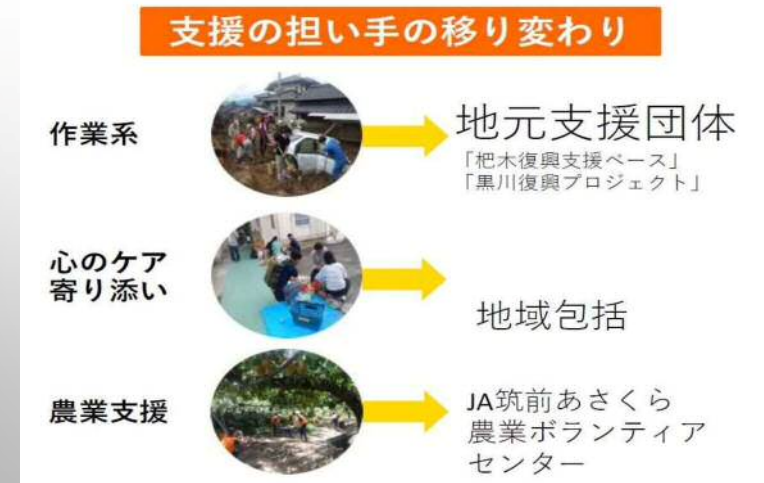 支援の担い手の移り変わり
作業系
地元支援団体
「杷木復興支援ベース」
「黒川復興プロジェクト」
心のケア
寄り添い
地域包括
農業支援
JA筑前あさくら
農業ボランティア
センター